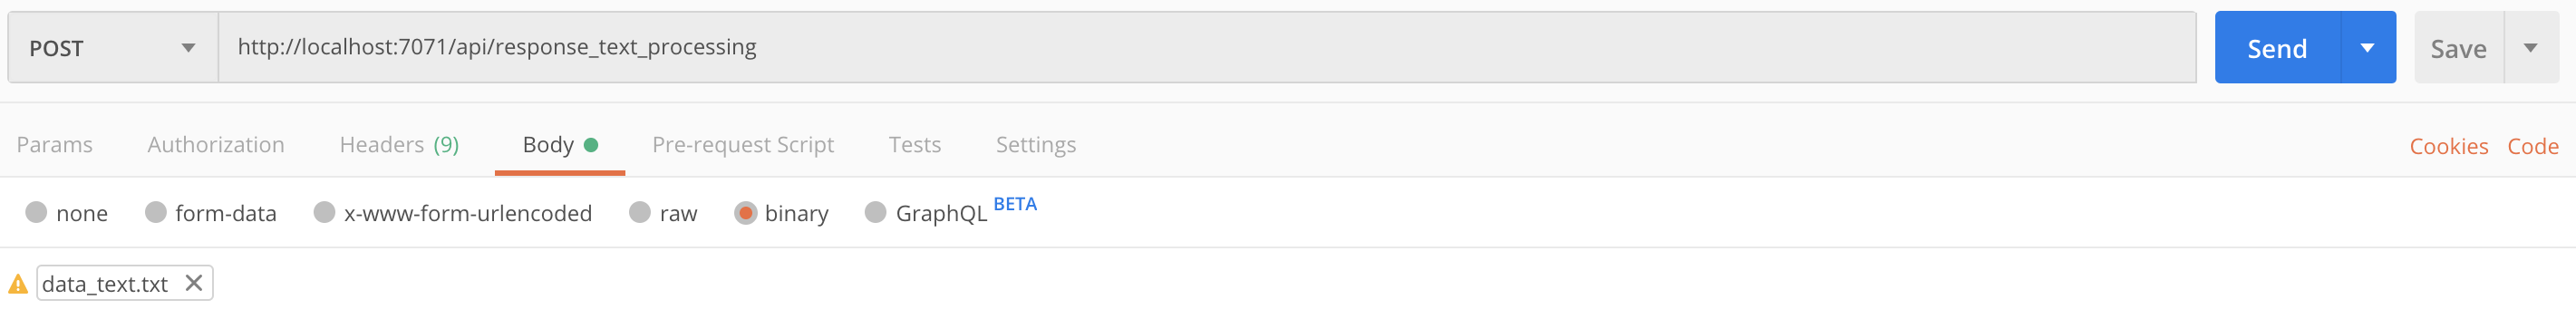 POST http://localhost:7071/api/response_text_processing Send Save
Params Authorization Headers (9) Body Pre-request Script Tests Settings Cookies Code
none form-data x-www-form-urlencoded raw binary GraphQL BETA
data_text.txt